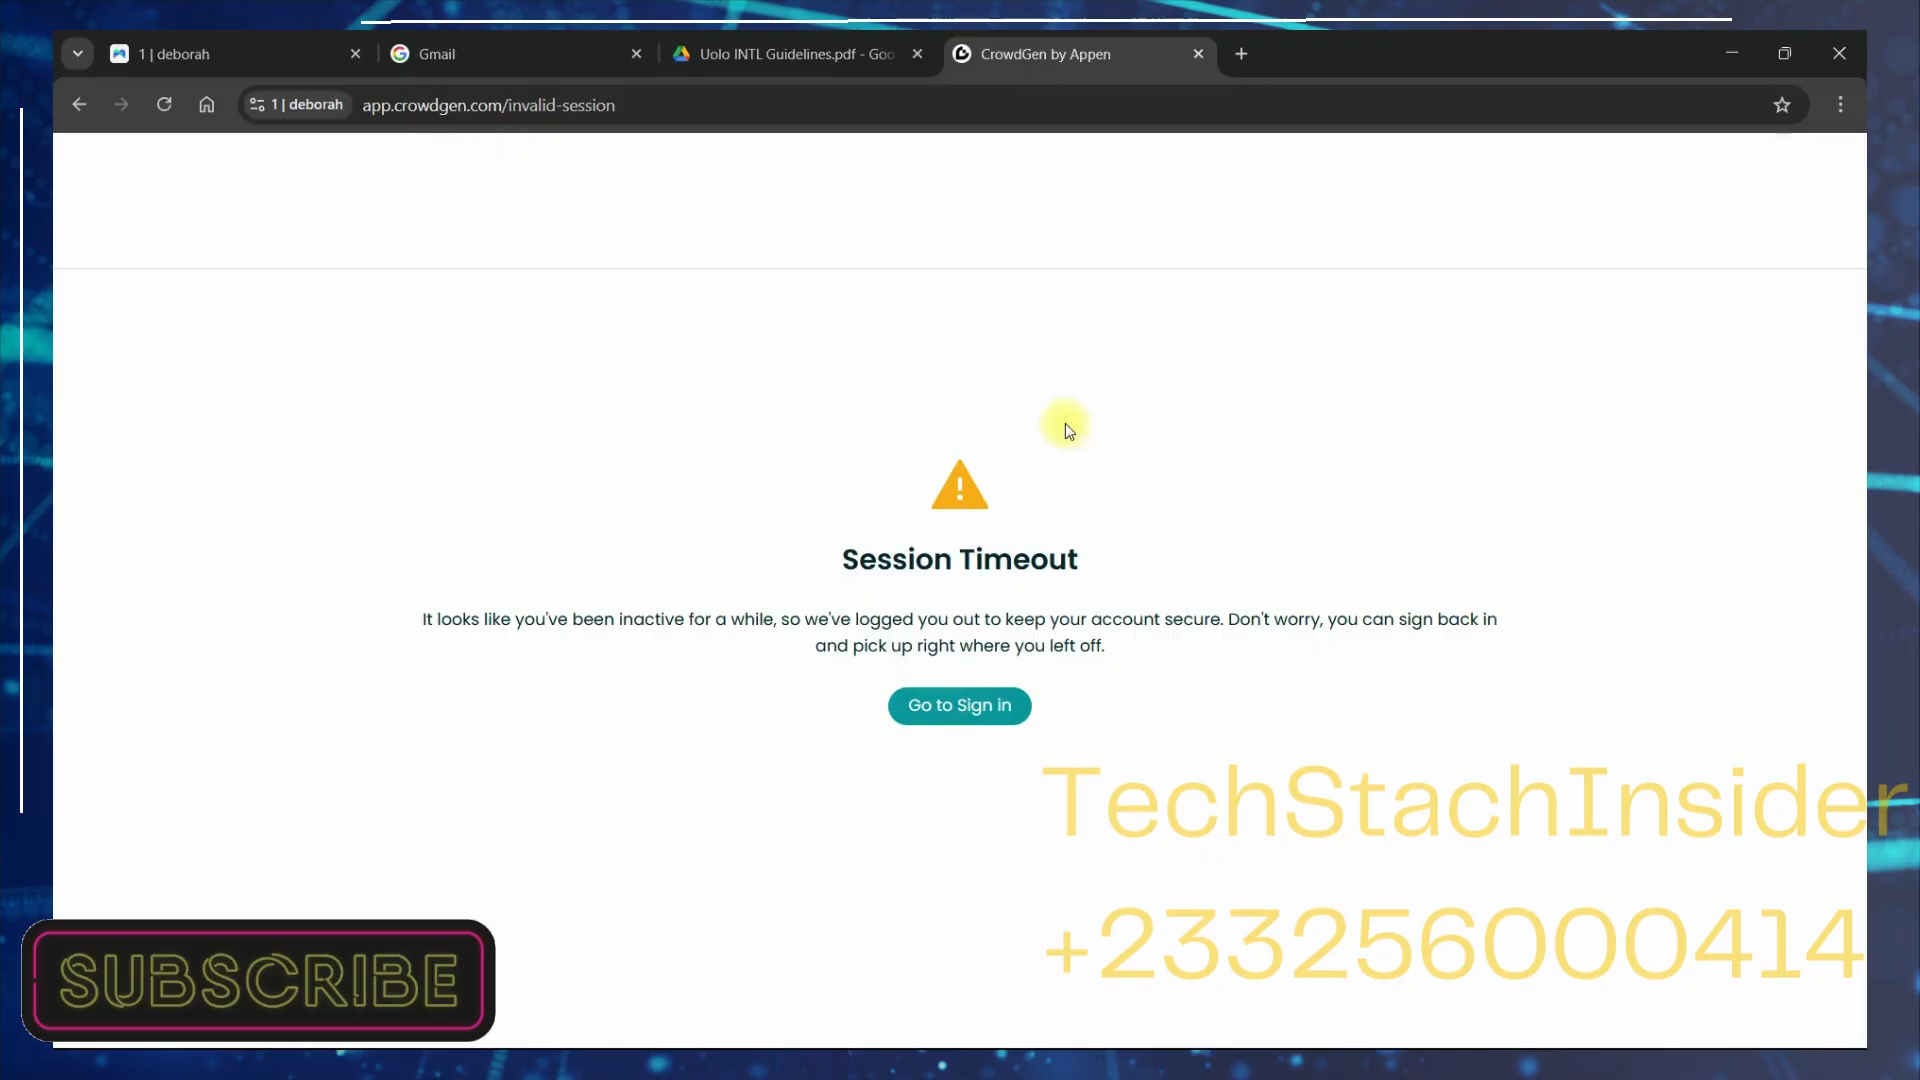 1 | deborah
Gmail
Uolo INTL Guidelines.pdf - Goo
CrowdGen by Appen
1 | deborah
app.crowdgen.com/invalid-session
Session Timeout
It looks like you've been inactive for a while, so we've logged you out to keep your account secure. Don't worry, you can sign back in
and pick up right where you left off.
Go to Sign in
TechStachInsider
+233256000414
SUBSCRIBE